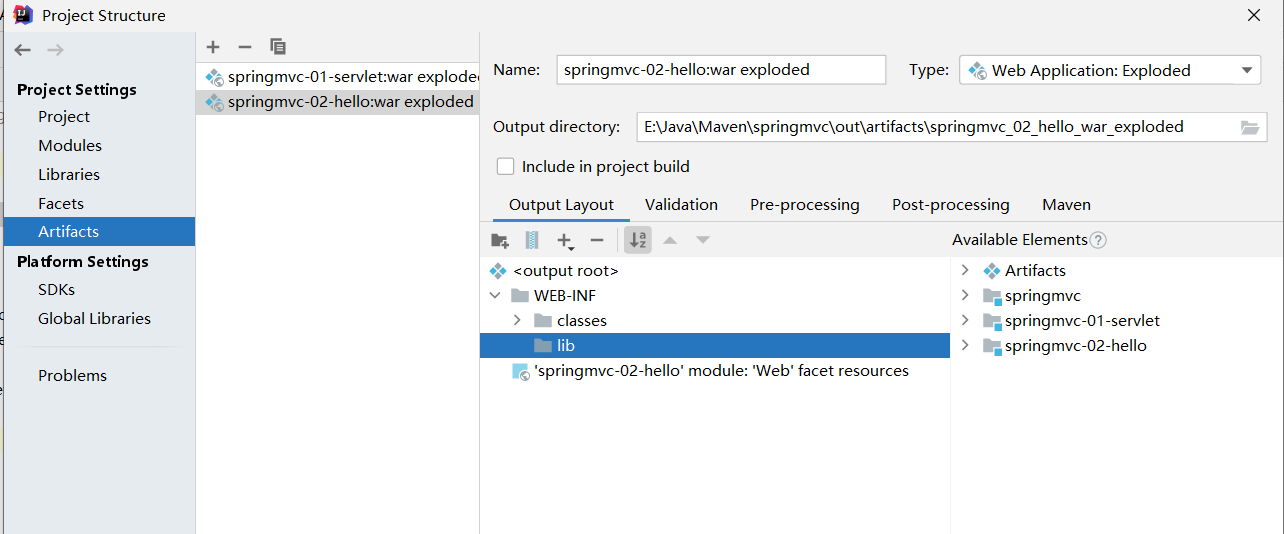 Project Structure
Project Settings
Project
Modules
Libraries
Facets
Artifacts
Platform Settings
SDKs
Global Libraries
Problems
springmvc-01-servlet:war explode
springmvc-02-hello:war exploded
Name: springmvc-02-hello:war exploded Type: Web Application: Exploded
Output directory: E:\Java\Maven\springmvc\out\artifacts\springmvc_02_hello_war_exploded
Include in project build
Output Layout Validation Pre-processing Post-processing Maven
Available Elements ?
<output root>
WEB-INF
classes
lib
'springmvc-02-hello' module: 'Web' facet resources
Artifacts
springmvc
springmvc-01-servlet
springmvc-02-hello